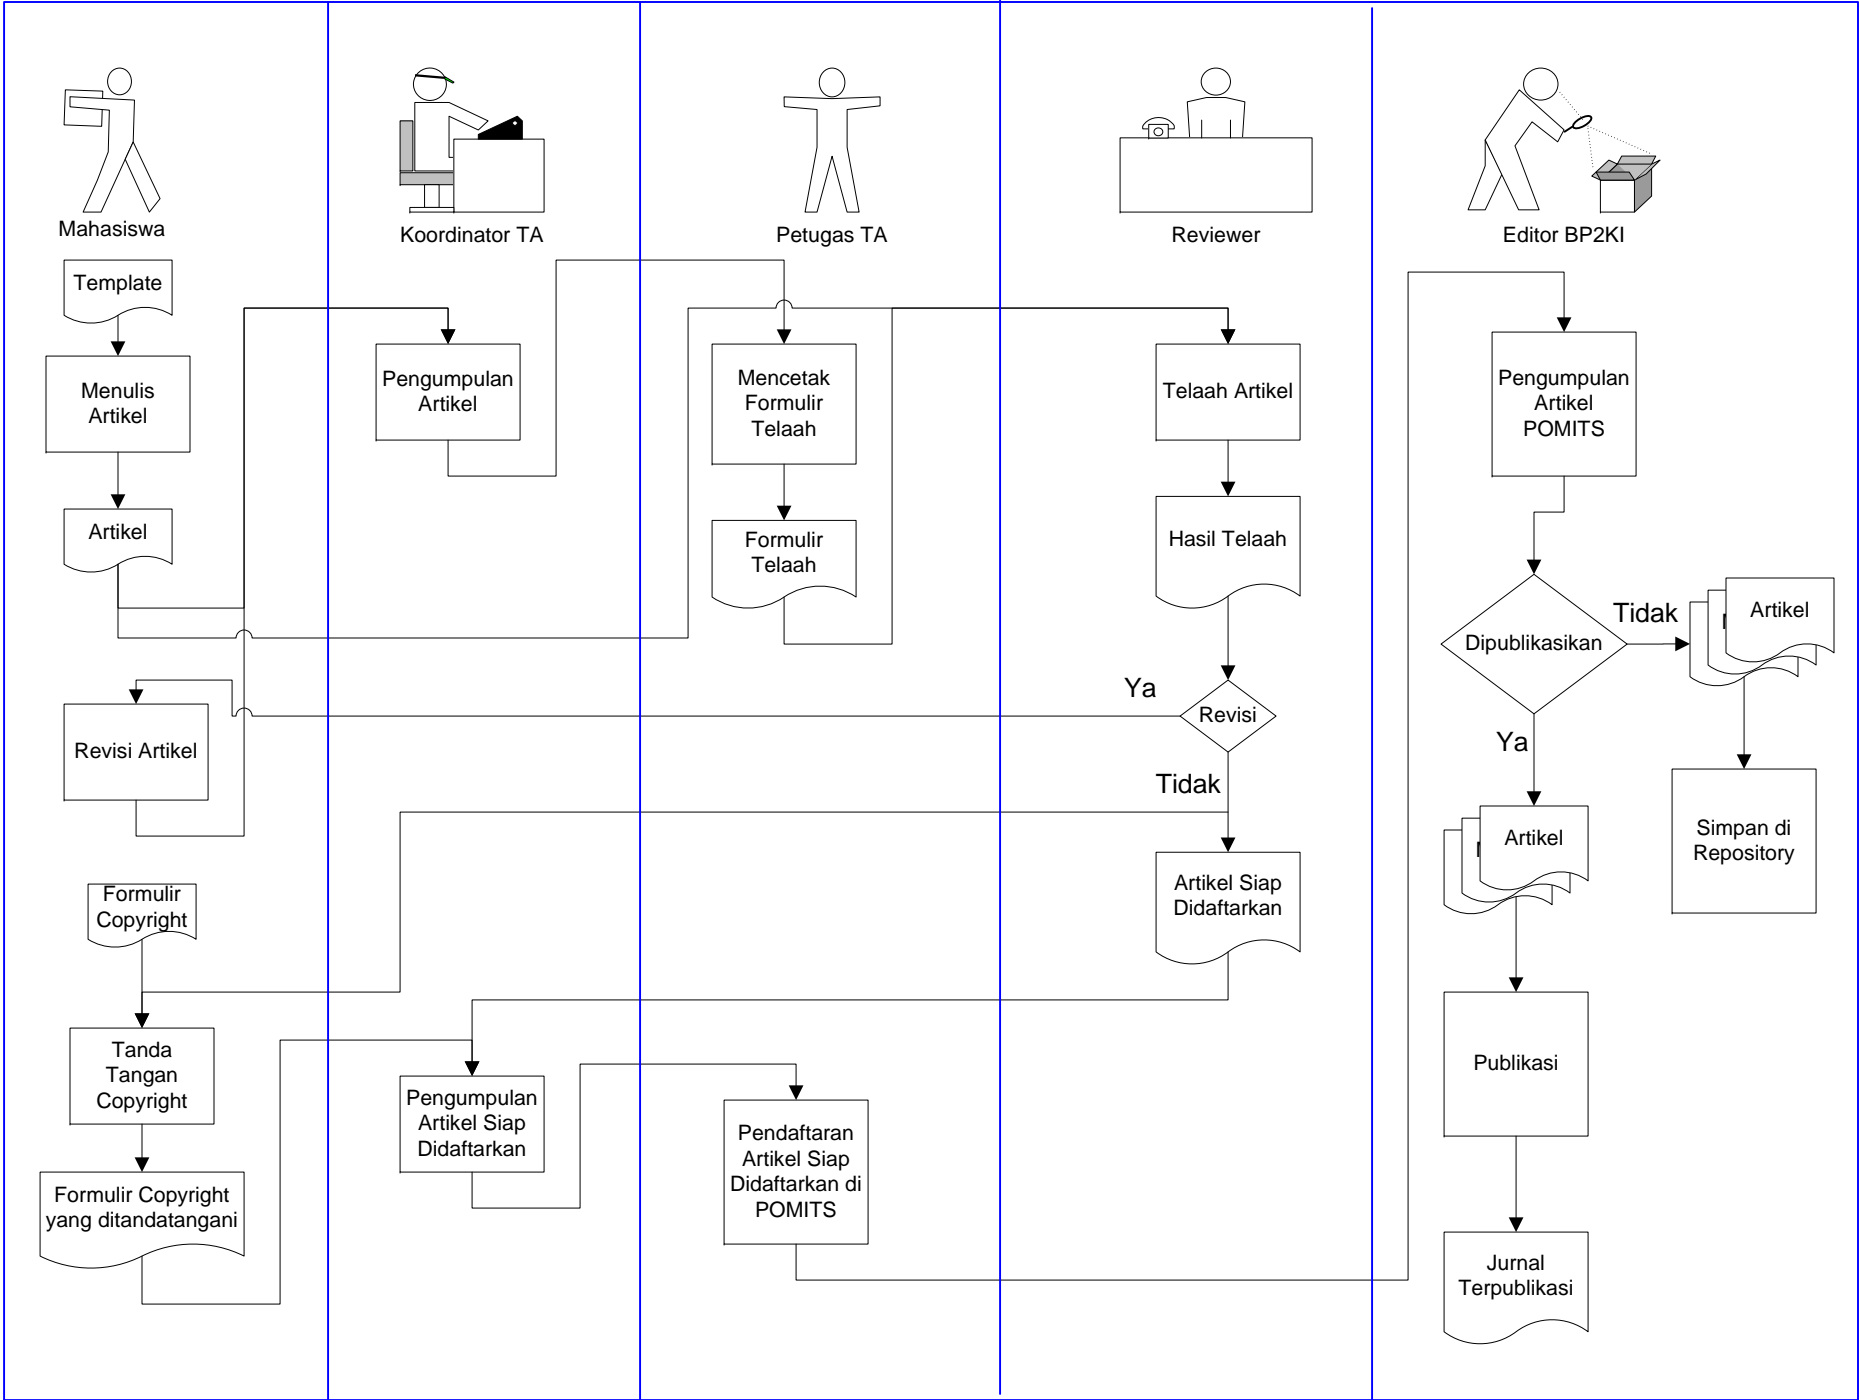 Mahasiswa
Koordinator TA
Petugas TA
Reviewer
Editor BP2KI
Template
Menulis
Artikel
Artikel
Revisi Artikel
Formulir
Copyright
Tanda
Tangan
Copyright
Formulir Copyright
yang ditandatangani
Pengumpulan
Artikel
Pengumpulan
Artikel Siap
Didaftarkan
Mencetak
Formulir
Telaah
Formulir
Telaah
Pendaftaran
Artikel Siap
Didaftarkan di
POMITS
Telaah Artikel
Hasil Telaah
Ya
Revisi
Tidak
Artikel Siap
Didaftarkan
Pengumpulan
Artikel
POMITS
Dipublikasikan
Tidak
Artikel
Ya
Artikel
Simpan di
Repository
Publikasi
Jurnal
Terpublikasi